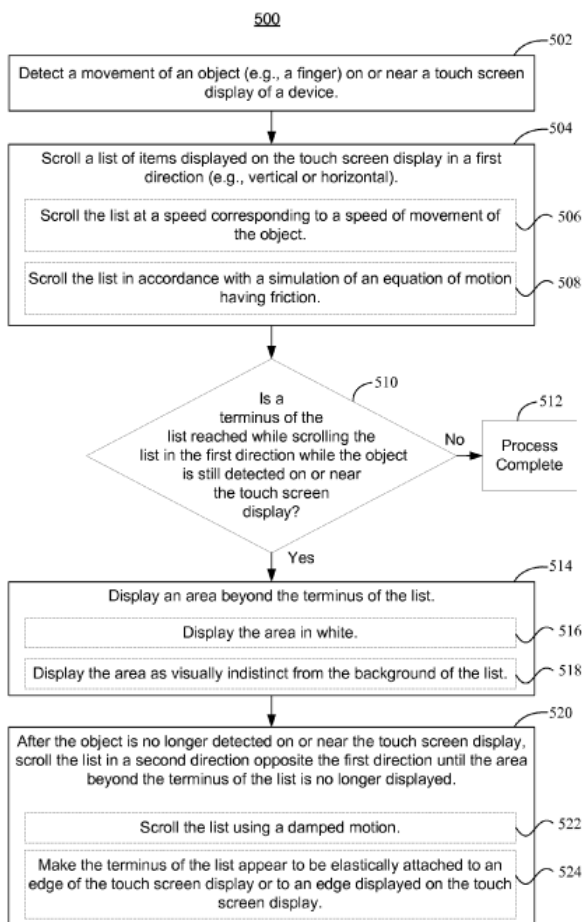 500
502
Detect a movement of an object (e.g., a finger) on or near a touch screen
display of a device.
504
Scroll a list of items displayed on the touch screen display in a first
direction (e.g., vertical or horizontal).
Scroll the list at a speed corresponding to a speed of movement of
the object.
506
Scroll the list in accordance with a simulation of an equation of motion
having friction.
508
510
Is a
terminus of the
list reached while scrolling the
list in the first direction while the object
is still detected on or near
the touch screen
display?
No
512
Process
Complete
Yes
514
Display an area beyond the terminus of the list.
Display the area in white.
516
Display the area as visually indistinct from the background of the list.
518
520
After the object is no longer detected on or near the touch screen display,
scroll the list in a second direction opposite the first direction until the area
beyond the terminus of the list is no longer displayed.
Scroll the list using a damped motion.
522
Make the terminus of the list appear to be elastically attached to an
edge of the touch screen display or to an edge displayed on the touch
screen display.
524